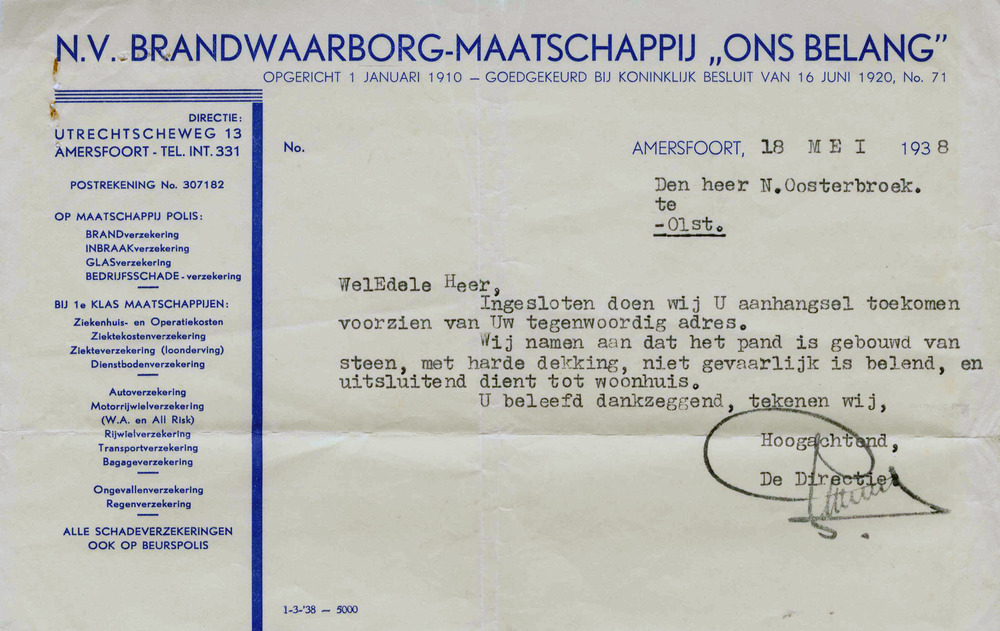 N.V. BRANDWAARBORG-MAATSCHAPPIJ „ONS BELANG”
OPGERICHT 1 JANUARI 1910 — GOEDGEKEURD BIJ KONINKLIJK BESLUIT VAN 16 JUNI 1920, No. 71
DIRECTIE:
UTRECHTSCHEWEG 13
AMERSFOORT - TEL. INT. 331
POSTREKENING No. 307182
OP MAATSCHAPPIJ POLIS:
BRANDverzekering
INBRAAKverzekering
GLASverzekering
BEDRIJFSSCHADE - verzekering
BIJ 1e KLAS MAATSCHAPPIJEN:
Ziekenhuis- en Operatiekosten
Ziektekostenverzekering
Ziekteverzekering (loonderving)
Dienstbodenverzekering
Autoverzekering
Motorrijwielverzekering
(W.A. en All Risk)
Rijwielverzekering
Transportverzekering
Bagageverzekering
Ongevallenverzekering
Regenverzekering
ALLE SCHADEVERZEKERINGEN
OOK OP BEURSPOLIS
No.
AMERSFOORT, 18 MEI 1938
Den heer N.Oosterbroek.
te
-Olst.
WelEdele Heer,
Ingesloten doen wij U aanhangsel toekomen
voorzien van Uw tegenwoordig adres.
Wij namen aan dat het pand is gebouwd van
steen, met harde dekking, niet gevaarlijk is belend, en
uitsluitend dient tot woonhuis.
U beleefd dankzeggend, tekenen wij,
Hoogachtend,
De Directie
1-3-'38 — 5000